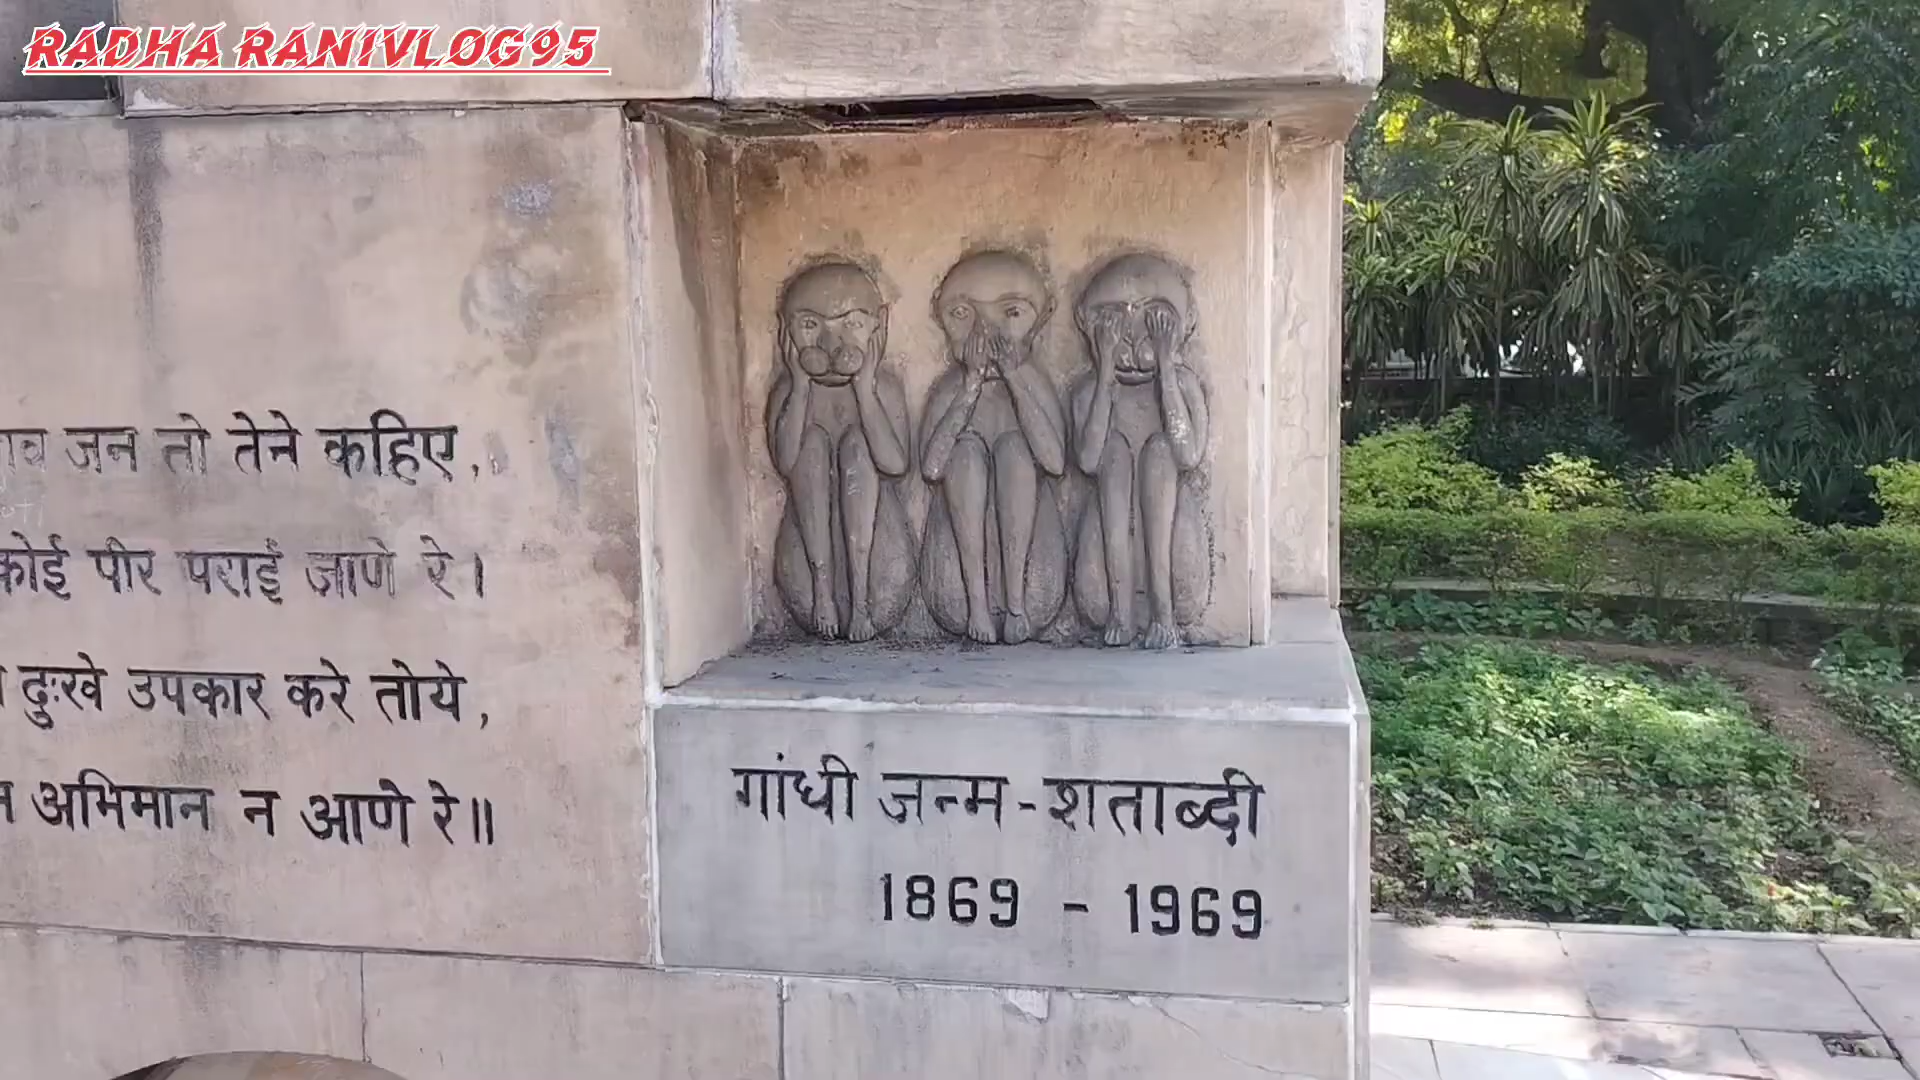 RADHA RANIVLOG95
जन तो तेने कहिए,
कोई पीर पराई जाणे रे।
दुःखे उपकार करे तोये,
अभिमान न आणे रे॥
गांधी जन्म-शताब्दी
1869 - 1969